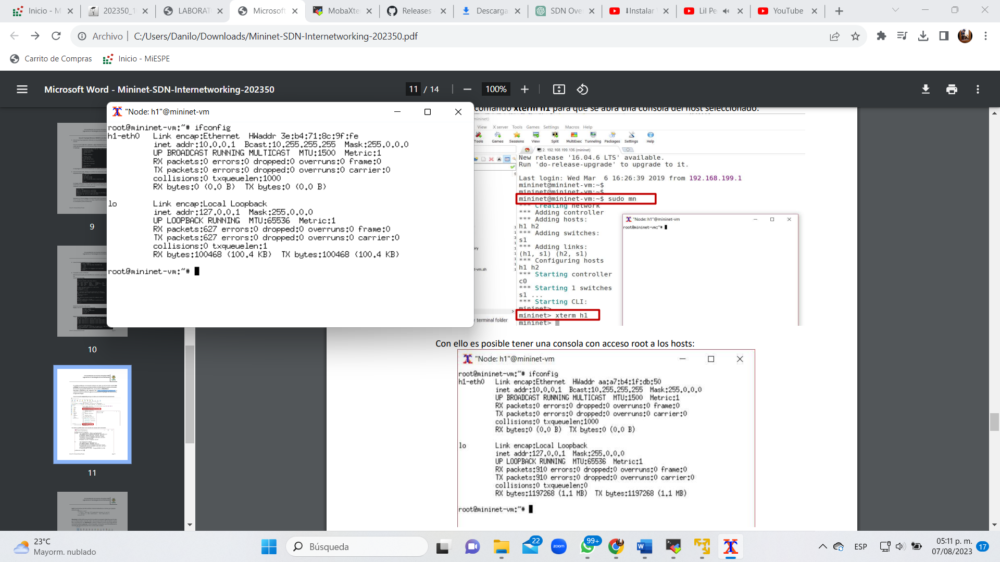 Inicio - M
202350_1
LABORAT
Microsoft
MobaXte
Releases
Descarga
SDN Ove
Instalar
Lil Pe
YouTube
Archivo
C:/Users/Danilo/Downloads/Mininet-SDN-Internetworking-202350.pdf
Carrito de Compras
Inicio - MiESPE
Microsoft Word - Mininet-SDN-Internetworking-202350
11 / 14
100%
9
10
11
"Node: h1"@mininet-vm
root@mininet-vm:~# ifconfig
h1-eth0 Link encap:Ethernet HWaddr 3e:b4:71:8c:9f:fe
inet addr:10.0.0.1 Bcast:10.255.255.255 Mask:255.0.0.0
UP BROADCAST RUNNING MULTICAST MTU:1500 Metric:1
RX packets:0 errors:0 dropped:0 overruns:0 frame:0
TX packets:0 errors:0 dropped:0 overruns:0 carrier:0
collisions:0 txqueuelen:1000
RX bytes:0 (0.0 B) TX bytes:0 (0.0 B)
lo Link encap:Local Loopback
inet addr:127.0.0.1 Mask:255.0.0.0
UP LOOPBACK RUNNING MTU:65536 Metric:1
RX packets:627 errors:0 dropped:0 overruns:0 frame:0
TX packets:627 errors:0 dropped:0 overruns:0 carrier:0
collisions:0 txqueuelen:1
RX bytes:100468 (100.4 KB) TX bytes:100468 (100.4 KB)
root@mininet-vm:~#
comando xterm h1 para que se abra una consola del host seleccionado:
mininet)
View X server Tools Games Settings Macros Help
Tools Games Sessions View Split MultiExec Tunneling Packages Settings Help
2. 192.168.199.136 (mininet)
New release '16.04.6 LTS' available.
Run 'do-release-upgrade' to upgrade to it.
Last login: Wed Mar 6 16:26:39 2019 from 192.168.199.1
mininet@mininet-vm:~$
mininet@mininet-vm:~$
mininet@mininet-vm:~$ sudo mn
*** Creating network
*** Adding controller
*** Adding hosts:
h1 h2
*** Adding switches:
s1
*** Adding links:
(h1, s1) (h2, s1)
*** Configuring hosts
h1 h2
*** Starting controller
c0
*** Starting 1 switches
s1 ...
*** Starting CLI:
mininet>
mininet> xterm h1
mininet>
t-vm.sh
terminal folder
"Node: h1"@mininet-vm
root@mininet-vm:~#
Con ello es posible tener una consola con acceso root a los hosts:
"Node: h1"@mininet-vm
root@mininet-vm:~# ifconfig
h1-eth0 Link encap:Ethernet HWaddr aa:a7:b4:1f:db:50
inet addr:10.0.0.1 Bcast:10.255.255.255 Mask:255.0.0.0
UP BROADCAST RUNNING MULTICAST MTU:1500 Metric:1
RX packets:0 errors:0 dropped:0 overruns:0 frame:0
TX packets:0 errors:0 dropped:0 overruns:0 carrier:0
collisions:0 txqueuelen:1000
RX bytes:0 (0.0 B) TX bytes:0 (0.0 B)
lo Link encap:Local Loopback
inet addr:127.0.0.1 Mask:255.0.0.0
UP LOOPBACK RUNNING MTU:65536 Metric:1
RX packets:910 errors:0 dropped:0 overruns:0 frame:0
TX packets:910 errors:0 dropped:0 overruns:0 carrier:0
collisions:0 txqueuelen:0
RX bytes:1197268 (1.1 MB) TX bytes:1197268 (1.1 MB)
root@mininet-vm:~#
23°C
Mayorm. nublado
Búsqueda
22
zoom
99+
W
ESP
05:11 p. m.
07/08/2023
17